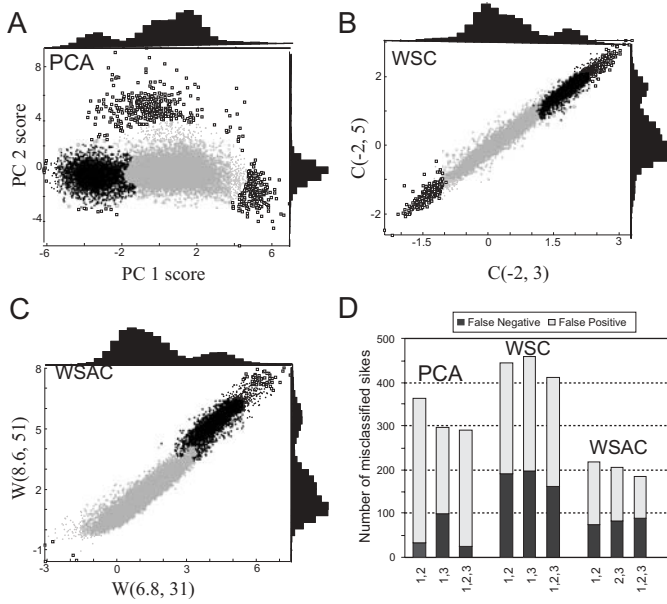 A
PCA
8
4
0
-4
PC 2 score
-6
-2
2
6
PC 1 score
B
WSC
2
0
-2
C(-2, 5)
-1.5
0
1.5
3
C(-2, 3)
C
WSAC
8
5
2
-1
W(8.6, 51)
-3
0
3
7
W(6.8, 31)
D
False Negative False Positive
500
400
300
200
100
0
Number of misclassified sikes
PCA
WSC
WSAC
1,2
1,3
1,2,3
1,2
1,3
1,2,3
1,2
2,3
1,2,3